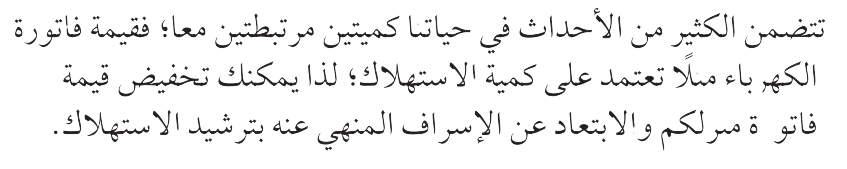 تتضمن الكثير من الأحداث في حياتنا كميتين مرتبطتين معا؛ فقيمة فاتورة
الكهرباء مثلًا تعتمد على كمية الاستهلاك؛ لذا يمكنك تخفيض قيمة
فاتورة منزلكم والابتعاد عن الإسراف المنهي عنه بترشيد الاستهلاك.